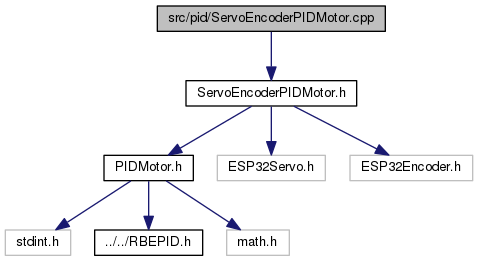 src/pid/ServoEncoderPIDMotor.cpp
ServoEncoderPIDMotor.h
PIDMotor.h
ESP32Servo.h
ESP32Encoder.h
stdint.h
../../RBEPID.h
math.h